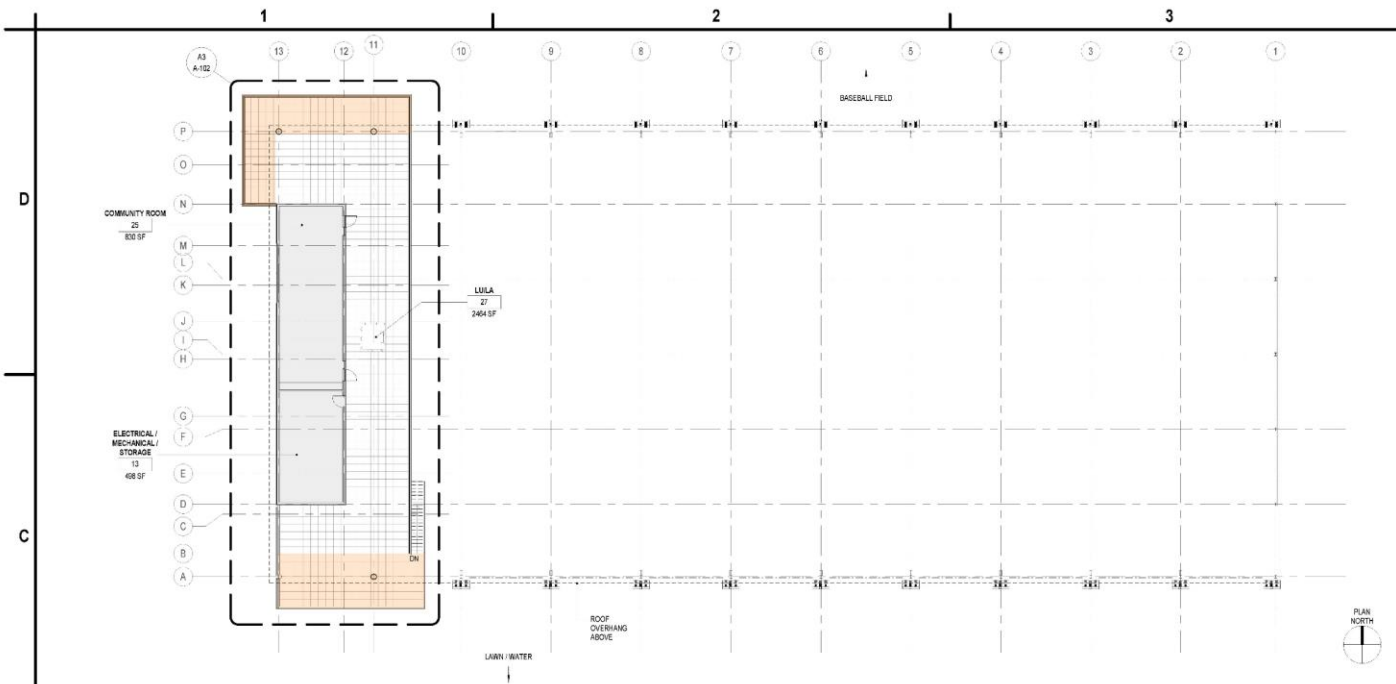 1 2 3
A3
A-102
13 12 11 10 9 8 7 6 5 4 3 2 1
BASEBALL FIELD
P
O
D
N
COMMUNITY ROOM
25
830 SF
M
L
K
LULA
27
2464 SF
J
I
H
G
F
ELECTRICAL /
MECHANICAL /
STORAGE
13
498 SF
E
D
C
C
B
DN
A
ROOF
OVERHANG
ABOVE
PLAN
NORTH
LAWN / WATER